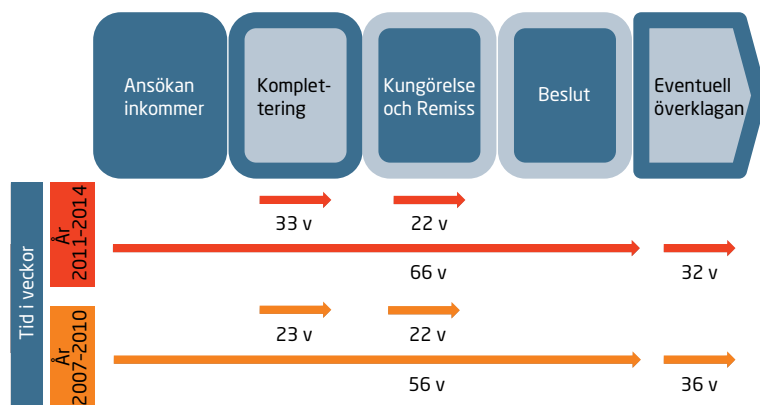 Ansökan
inkommer
Komplet-
tering
Kungörelse
och Remiss
Beslut
Eventuell
överklagan
Tid i veckor
År
2011-2014
33 v
22 v
66 v
32 v
År
2007-2010
23 v
22 v
56 v
36 v